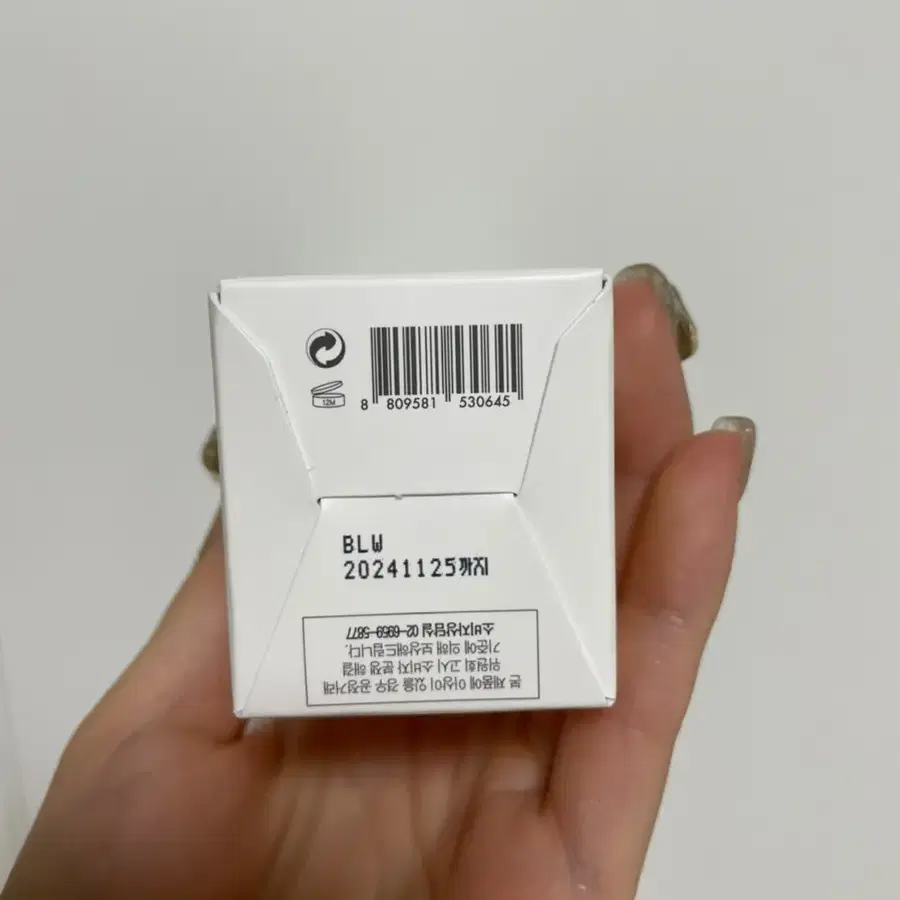 12M
8 809581 530645
BLW
20241125까지
본 제품에 이상이 있을 경우 공정거래
위원회 고시 소비자 분쟁 해결
기준에 의해 보상해드립니다.
소비자상담실 02-6959-5877